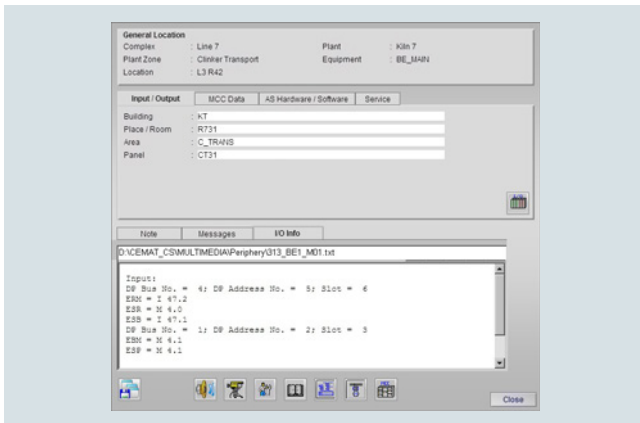 General Location
Complex : Line 7 Plant : Kiln 7
Plant Zone : Clinker Transport Equipment : BE_MAIN
Location : L3 R42
Input / Output MCC Data AS Hardware / Software Service
Building : KT
Place / Room : R731
Area : C_TRANS
Panel : CT31
Note Messages I/O Info
D:\CEMAT_CS\MULTIMEDIA\Periphery\313_BE1_M01.txt
Input:
DP Bus No. = 4; DP Address No. = 5; Slot = 6
ERM = I 47.2
ESR = M 4.0
ESB = I 47.1
DP Bus No. = 1; DP Address No. = 2; Slot = 3
EBM = M 4.1
ESP = M 4.1
Close